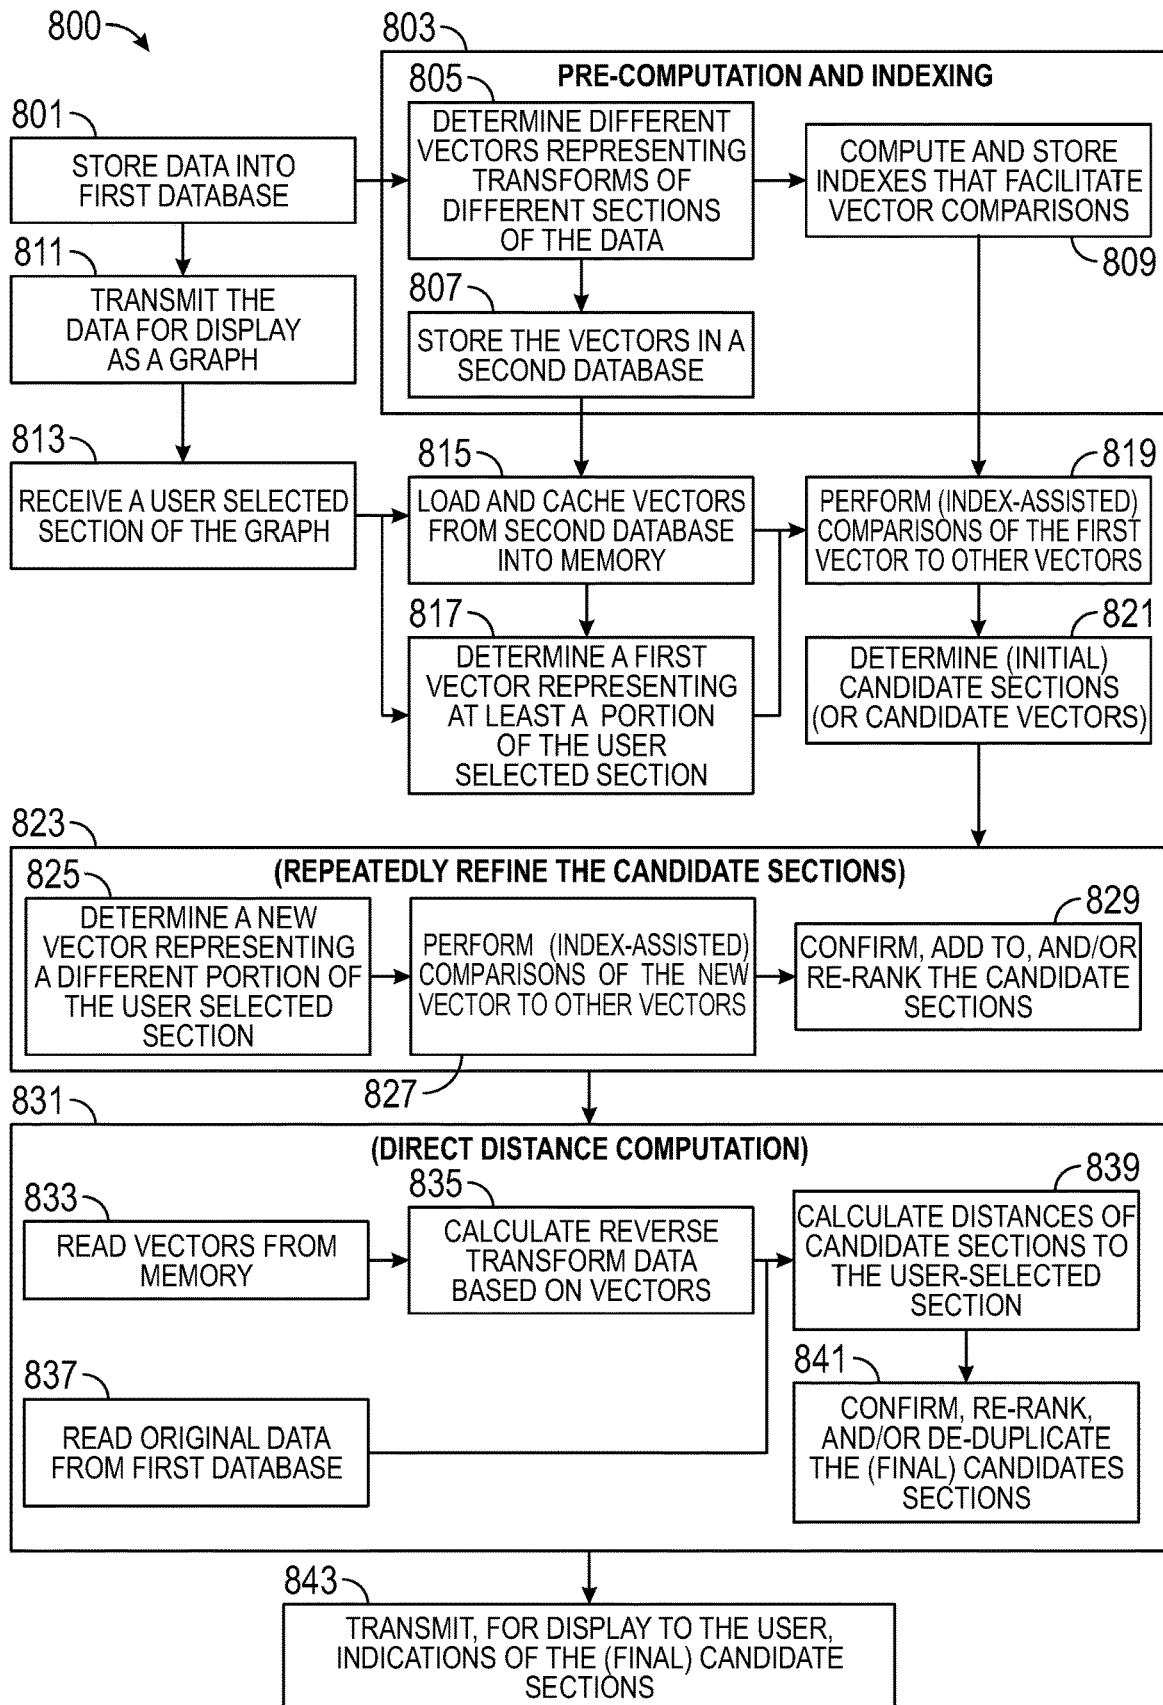 800
803
PRE-COMPUTATION AND INDEXING
801
STORE DATA INTO
FIRST DATABASE
805
DETERMINE DIFFERENT
VECTORS REPRESENTING
TRANSFORMS OF
DIFFERENT SECTIONS
OF THE DATA
COMPUTE AND STORE
INDEXES THAT FACILITATE
VECTOR COMPARISONS
809
811
TRANSMIT THE
DATA FOR DISPLAY
AS A GRAPH
807
STORE THE VECTORS IN A
SECOND DATABASE
813
RECEIVE A USER SELECTED
SECTION OF THE GRAPH
815
LOAD AND CACHE VECTORS
FROM SECOND DATABASE
INTO MEMORY
819
PERFORM (INDEX-ASSISTED)
COMPARISONS OF THE FIRST
VECTOR TO OTHER VECTORS
817
DETERMINE A FIRST
VECTOR REPRESENTING
AT LEAST A PORTION
OF THE USER
SELECTED SECTION
821
DETERMINE (INITIAL)
CANDIDATE SECTIONS
(OR CANDIDATE VECTORS)
823
(REPEATEDLY REFINE THE CANDIDATE SECTIONS)
825
DETERMINE A NEW
VECTOR REPRESENTING
A DIFFERENT PORTION OF
THE USER SELECTED
SECTION
PERFORM (INDEX-ASSISTED)
COMPARISONS OF THE NEW
VECTOR TO OTHER VECTORS
827
829
CONFIRM, ADD TO, AND/OR
RE-RANK THE CANDIDATE
SECTIONS
831
(DIRECT DISTANCE COMPUTATION)
833
READ VECTORS FROM
MEMORY
835
CALCULATE REVERSE
TRANSFORM DATA
BASED ON VECTORS
839
CALCULATE DISTANCES OF
CANDIDATE SECTIONS TO
THE USER-SELECTED
SECTION
837
READ ORIGINAL DATA
FROM FIRST DATABASE
841
CONFIRM, RE-RANK,
AND/OR DE-DUPLICATE
THE (FINAL) CANDIDATES
SECTIONS
843
TRANSMIT, FOR DISPLAY TO THE USER,
INDICATIONS OF THE (FINAL) CANDIDATE
SECTIONS